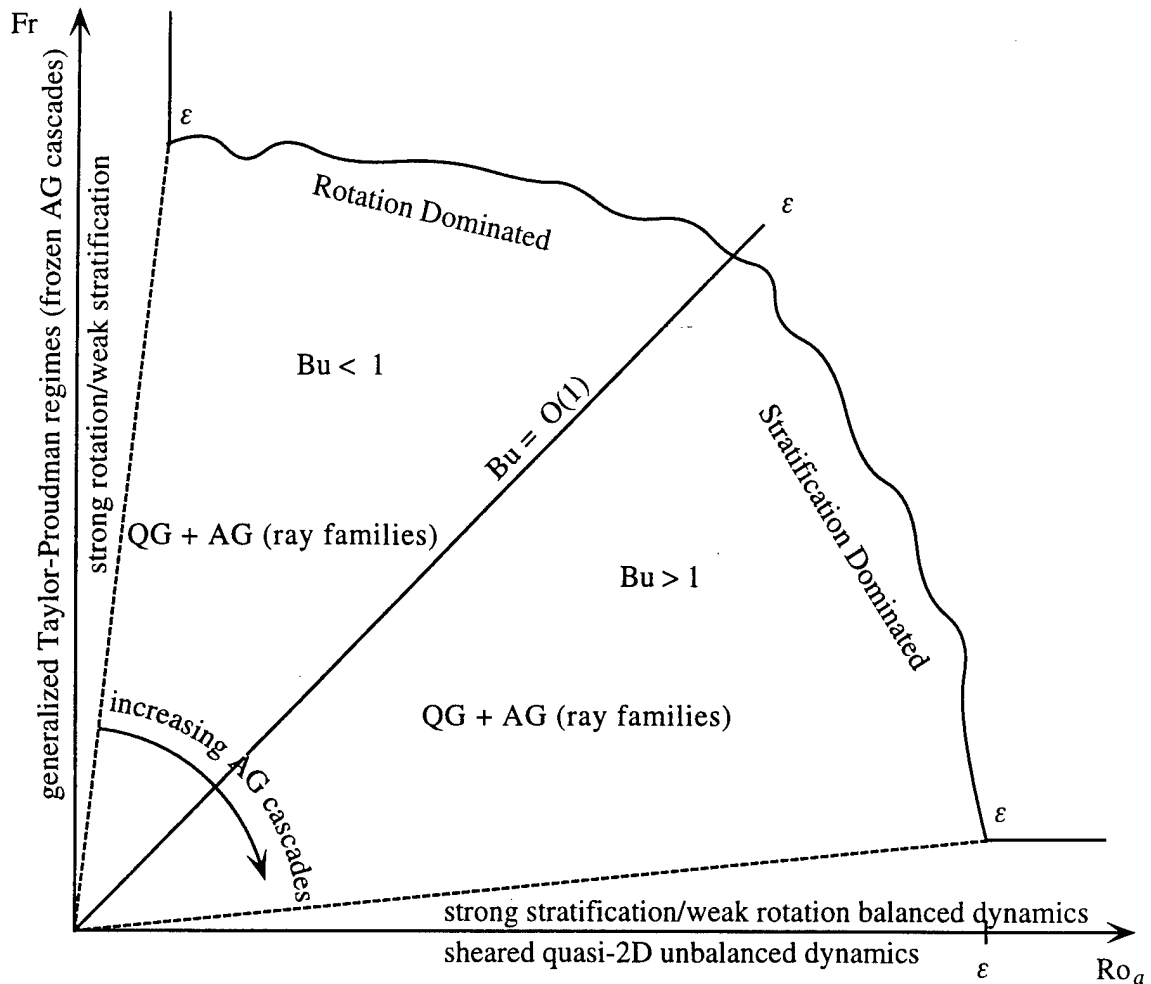 Fr
generalized Taylor-Proudman regimes (frozen AG cascades)
strong rotation/weak stratification
ε
Rotation Dominated
ε
Bu < 1
Bu = O(1)
Stratification Dominated
QG + AG (ray families)
Bu > 1
QG + AG (ray families)
increasing AG cascades
ε
strong stratification/weak rotation balanced dynamics
sheared quasi-2D unbalanced dynamics
ε
Roₐ